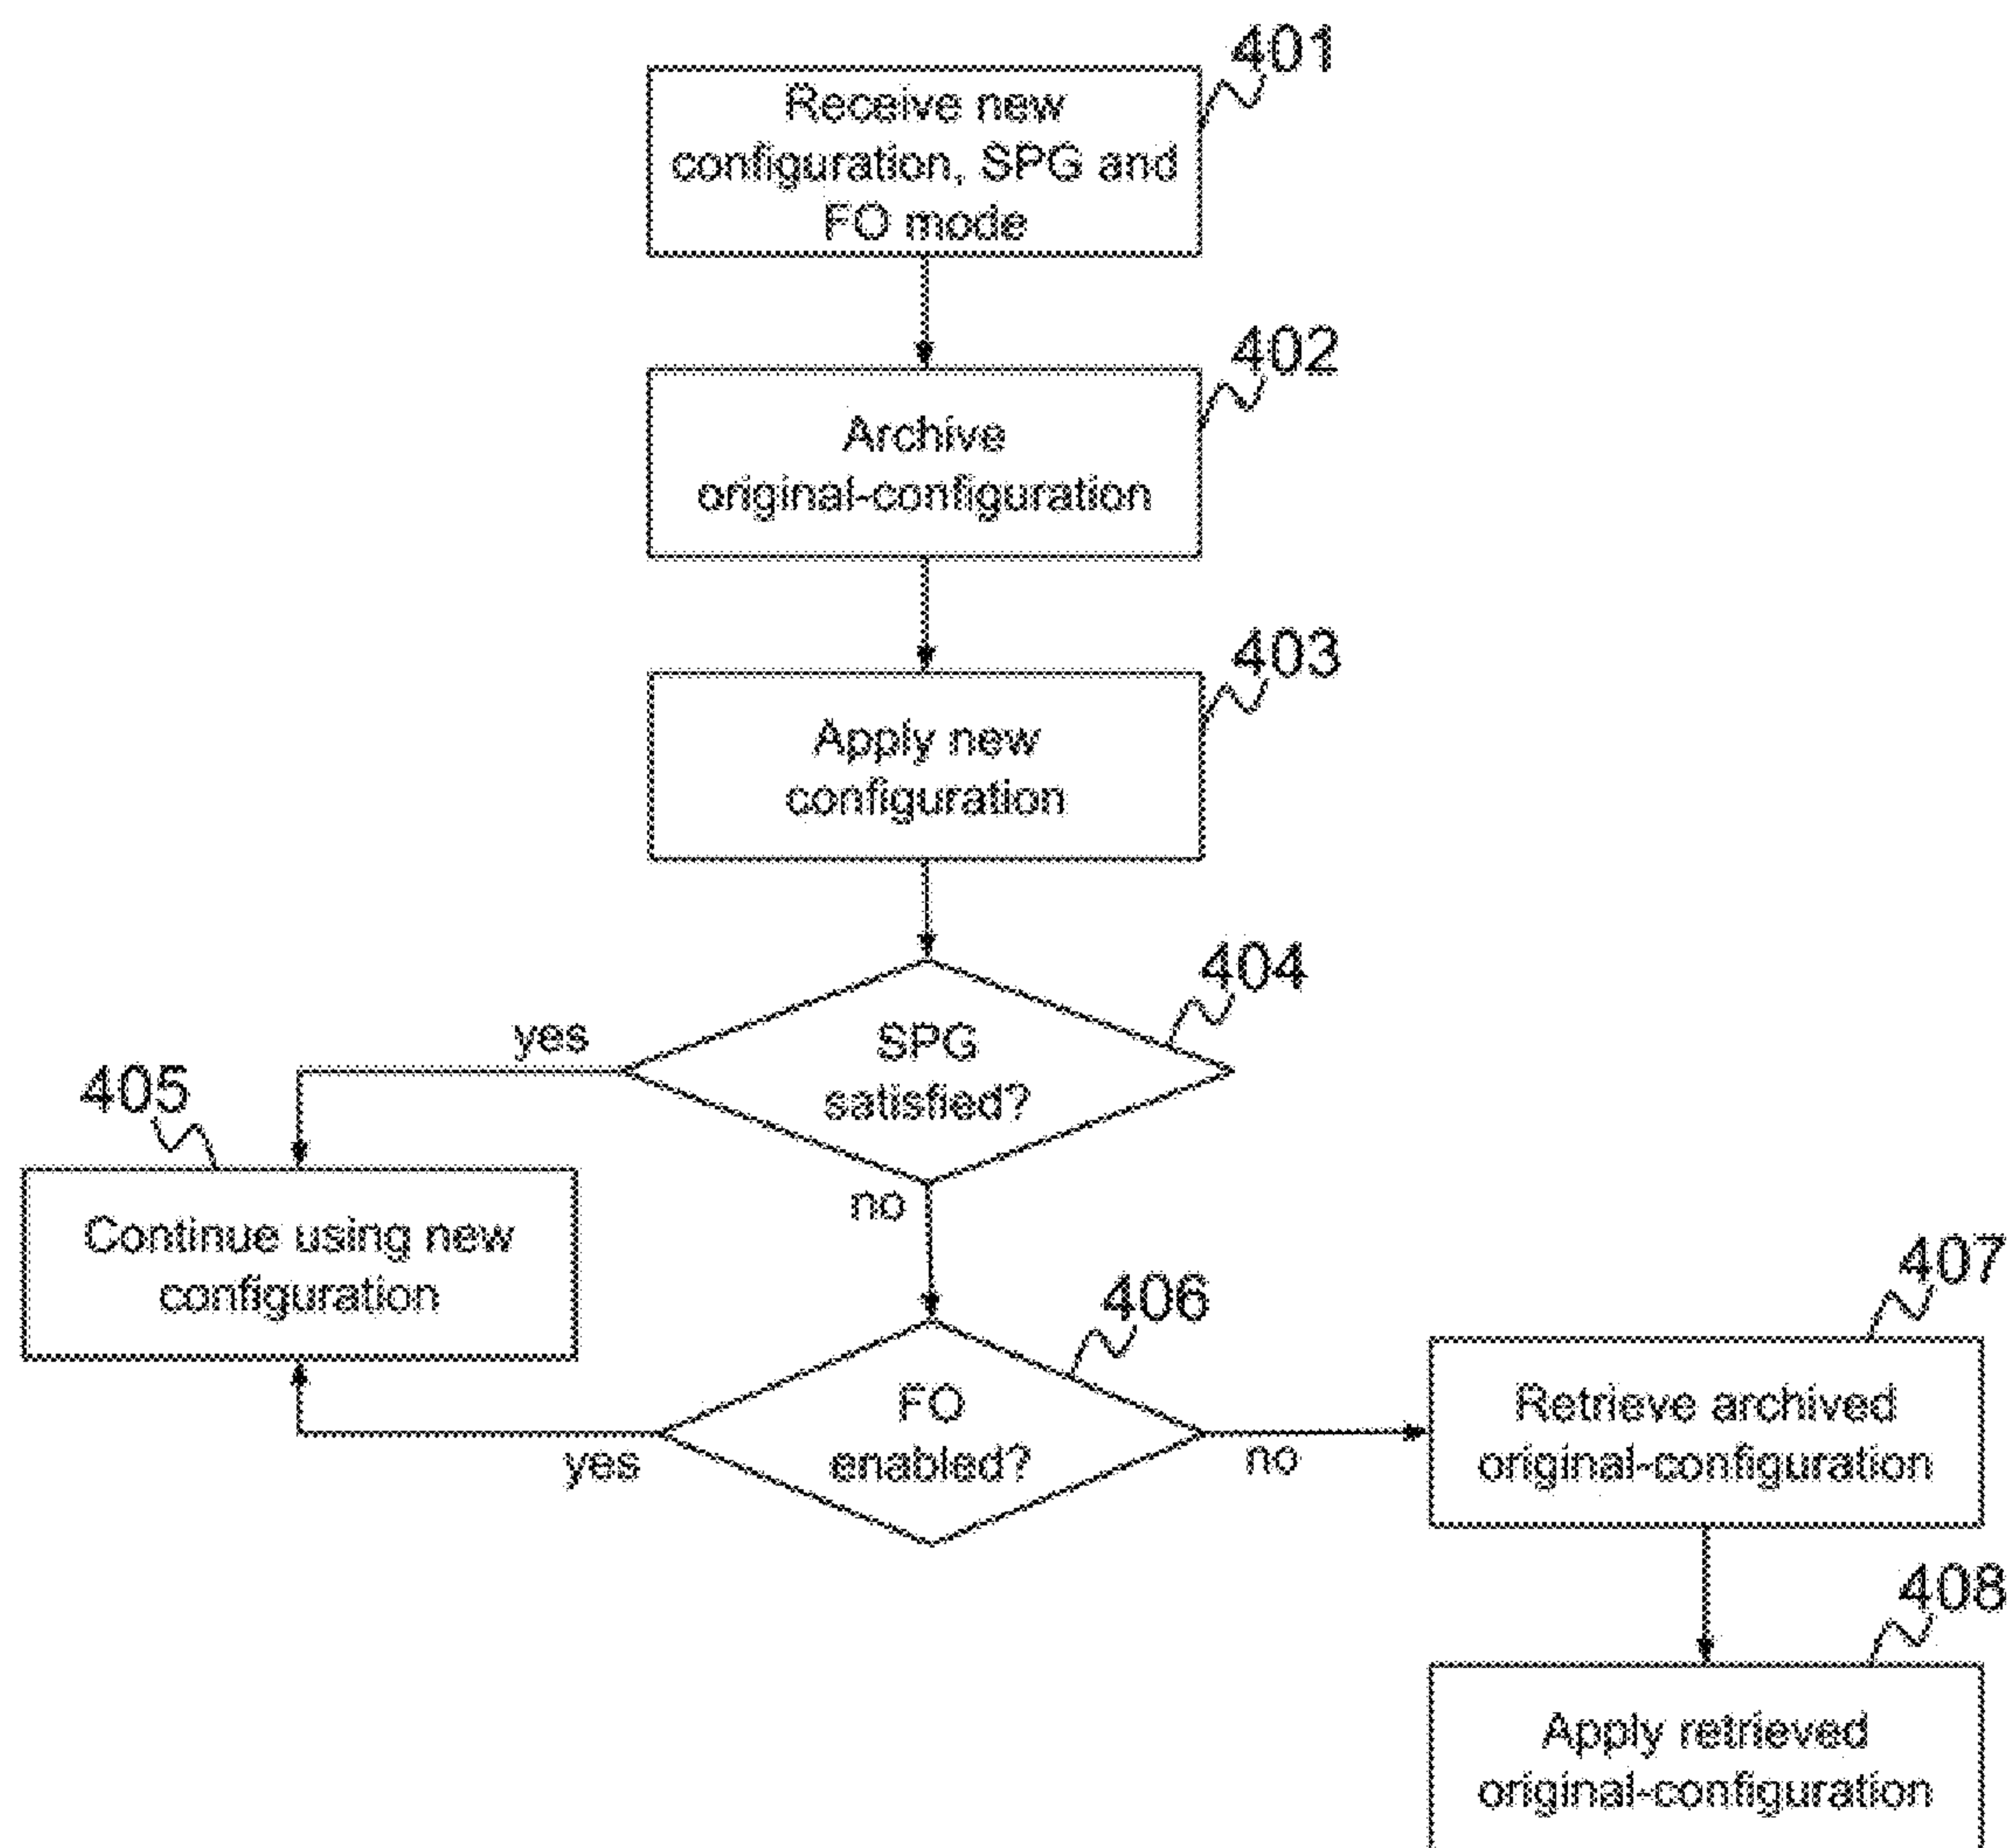 401
Receive new
configuration, SPG and
FO mode
402
Archive
original-configuration
403
Apply new
configuration
404
SPG
satisfied?
yes
no
405
Continue using new
configuration
406
FO
enabled?
yes
no
407
Retrieve archived
original-configuration
408
Apply retrieved
original-configuration